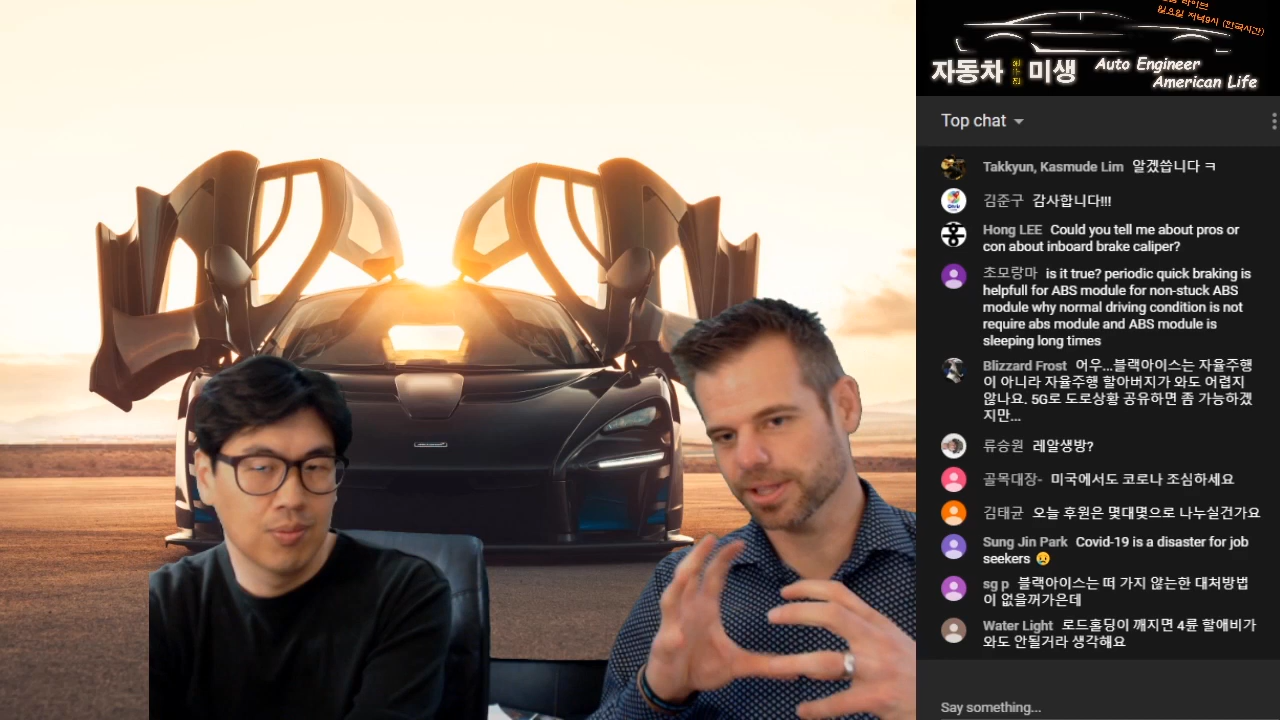 일요일 저녁9시 (한국시간)
자동차
미생
Auto Engineer
American Life
Top chat
Takkyun, Kasmude Lim 알겠씁니다 ㅋ
김준구 감사합니다!!!
Hong LEE Could you tell me about pros or
con about inboard brake caliper?
초모랑마 is it true? periodic quick braking is
helpfull for ABS module for non-stuck ABS
module why normal driving condition is not
require abs module and ABS module is
sleeping long times
Blizzard Frost 어우...블랙아이스는 자율주행
이 아니라 자율주행 할아버지가 와도 어렵지
않나요. 5G로 도로상황 공유하면 좀 가능하겠
지만...
류승원 레알생방?
골목대장- 미국에서도 코로나 조심하세요
김태균 오늘 후원은 몇대몇으로 나누실건가요
Sung Jin Park Covid-19 is a disaster for job
seekers 😢
sg p 블랙아이스는 떠 가지 않는한 대처방법
이 없을꺼가은데
Water Light 로드홀딩이 깨지면 4륜 할애비가
와도 안될거라 생각해요
Say something...